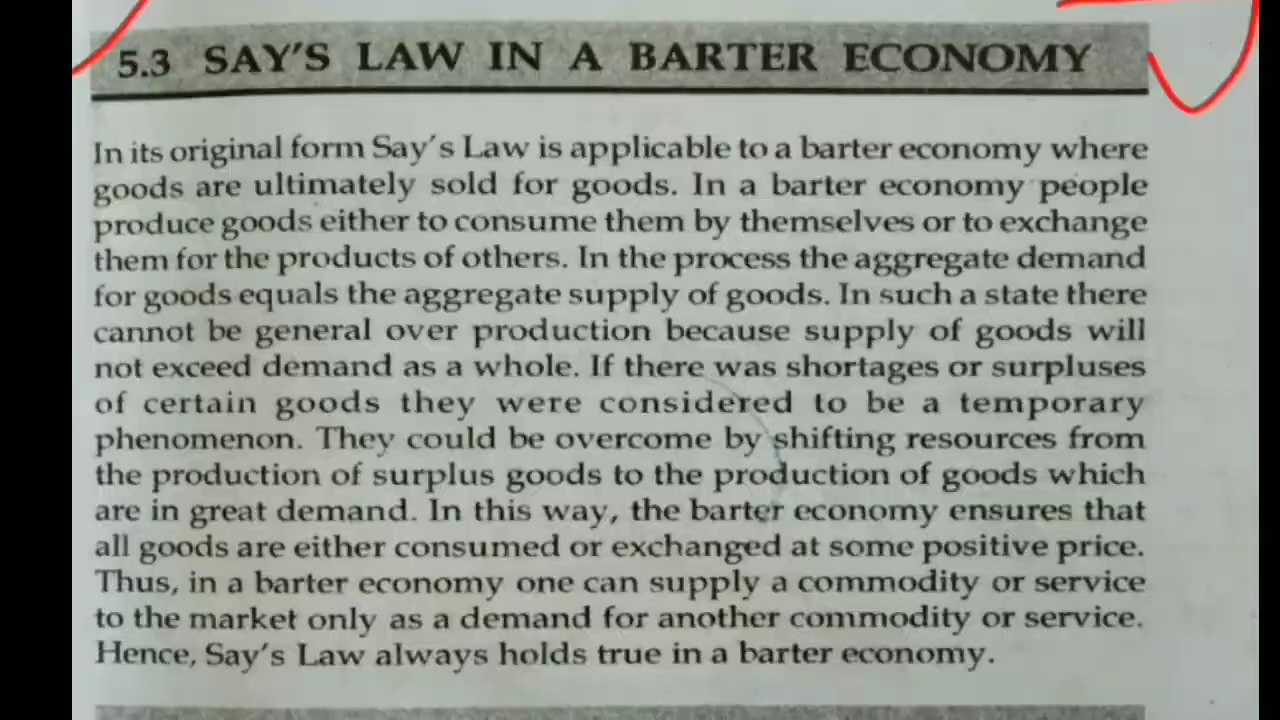 5.3 SAY'S LAW IN A BARTER ECONOMY
In its original form Say's Law is applicable to a barter economy where
goods are ultimately sold for goods. In a barter economy people
produce goods either to consume them by themselves or to exchange
them for the products of others. In the process the aggregate demand
for goods equals the aggregate supply of goods. In such a state there
cannot be general over production because supply of goods will
not exceed demand as a whole. If there was shortages or surpluses
of certain goods they were considered to be a temporary
phenomenon. They could be overcome by shifting resources from
the production of surplus goods to the production of goods which
are in great demand. In this way, the barter economy ensures that
all goods are either consumed or exchanged at some positive price.
Thus, in a barter economy one can supply a commodity or service
to the market only as a demand for another commodity or service.
Hence, Say's Law always holds true in a barter economy.